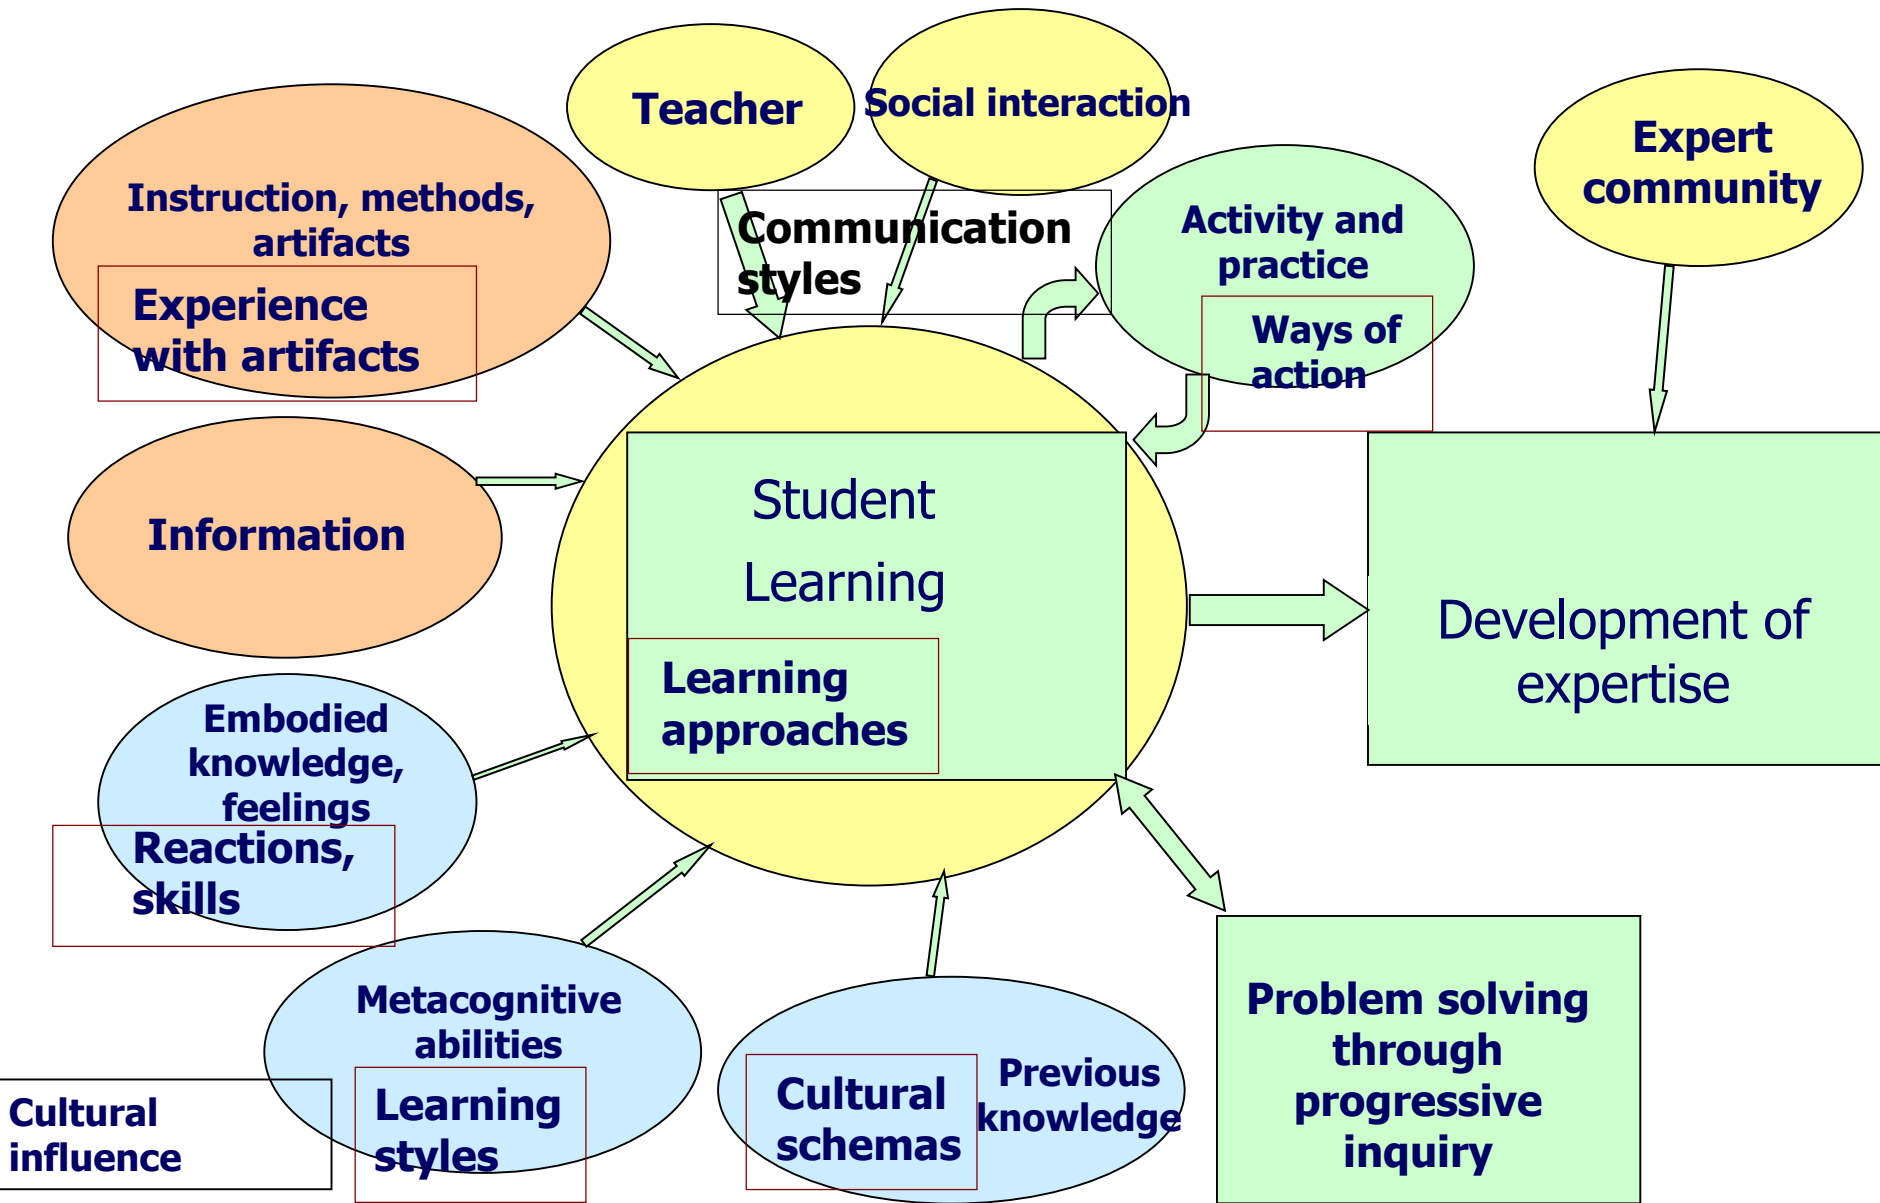 Teacher
Social interaction
Expert
community
Instruction, methods,
artifacts
Experience
with artifacts
Communication
styles
Activity and
practice
Ways of
action
Information
Student
Learning
Learning
approaches
Development of
expertise
Embodied
knowledge,
feelings
Reactions,
skills
Metacognitive
abilities
Learning
styles
Cultural
schemas
Previous
knowledge
Problem solving
through
progressive
inquiry
Cultural
influence